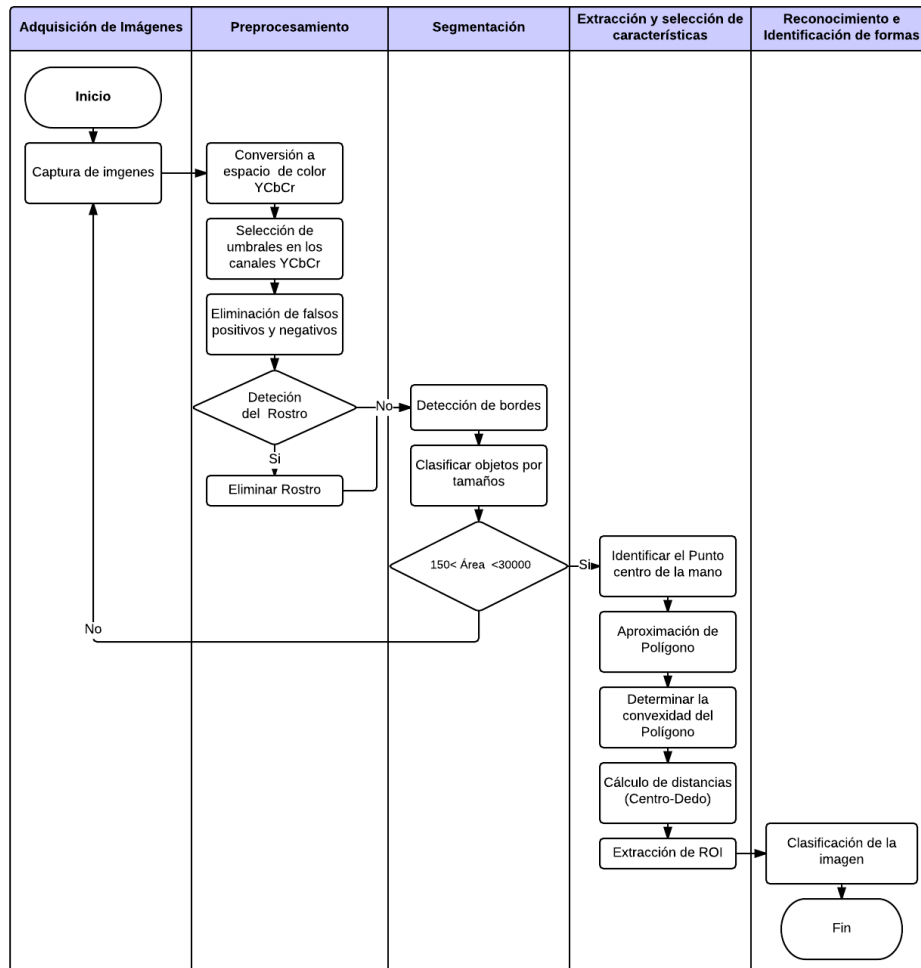 Adquisición de Imágenes
Preprocesamiento
Segmentación
Extracción y selección de
características
Reconocimiento e
Identificación de formas
Inicio
Captura de imgenes
Conversión a
espacio de color
YCbCr
Selección de
umbrales en los
canales YCbCr
Eliminación de falsos
positivos y negativos
Deteción
del Rostro
No
Si
Eliminar Rostro
Detección de bordes
Clasificar objetos por
tamaños
150< Área <30000
Si
No
Identificar el Punto
centro de la mano
Aproximación de
Polígono
Determinar la
convexidad del
Polígono
Cálculo de distancias
(Centro-Dedo)
Extracción de ROI
Clasificación de la
imagen
Fin